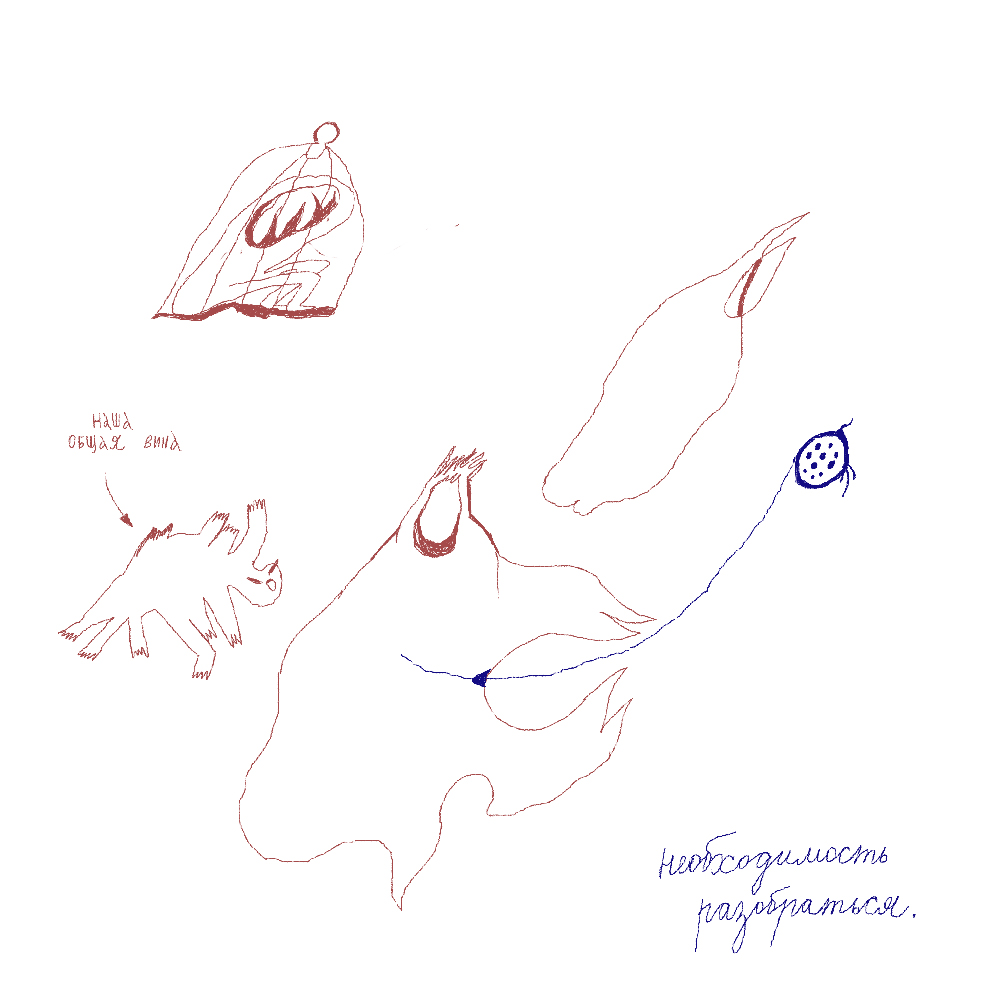 наша
общая вина
необходимость
разобраться.